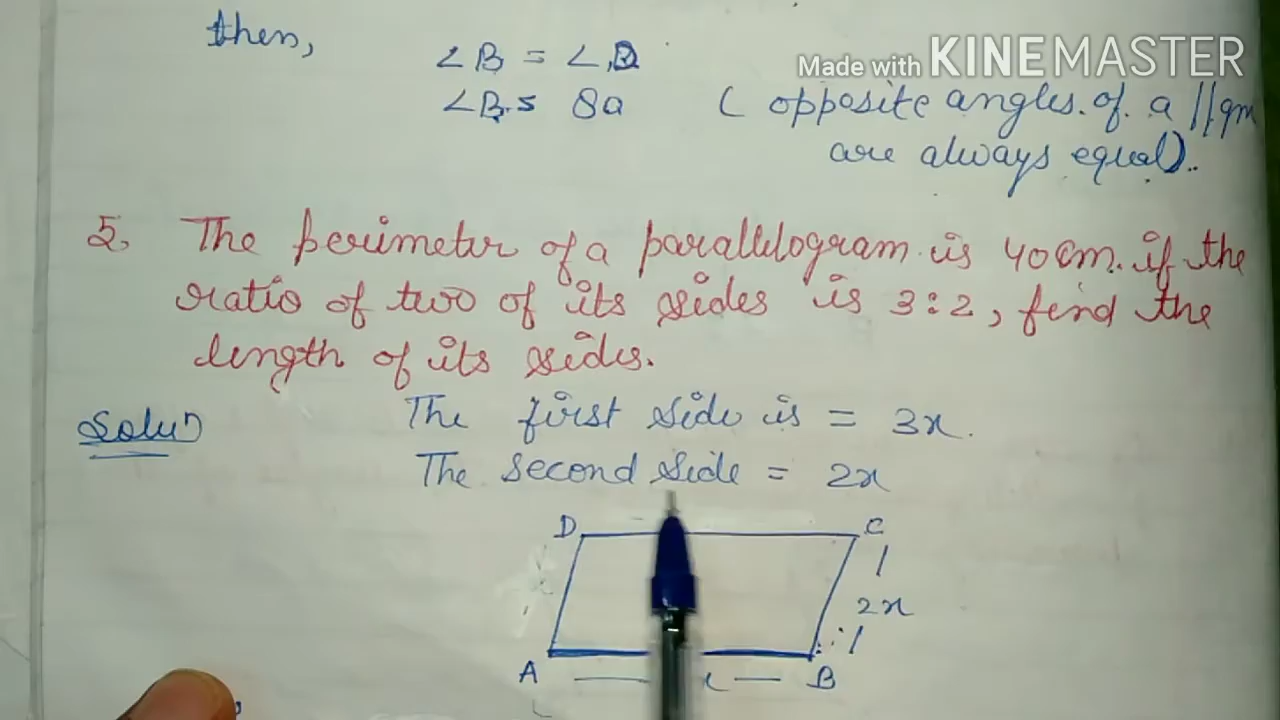 then,
∠B = ∠D
Made with KINEMASTER
∠B = 8a ( opposite angles of a ||gm
are always equal).
5. The perimeter of a parallelogram is 40cm. if the
ratio of two of its sides is 3:2, find the
length of its sides.
Solun The first side is = 3x.
The second side = 2x
D C
2x
A B